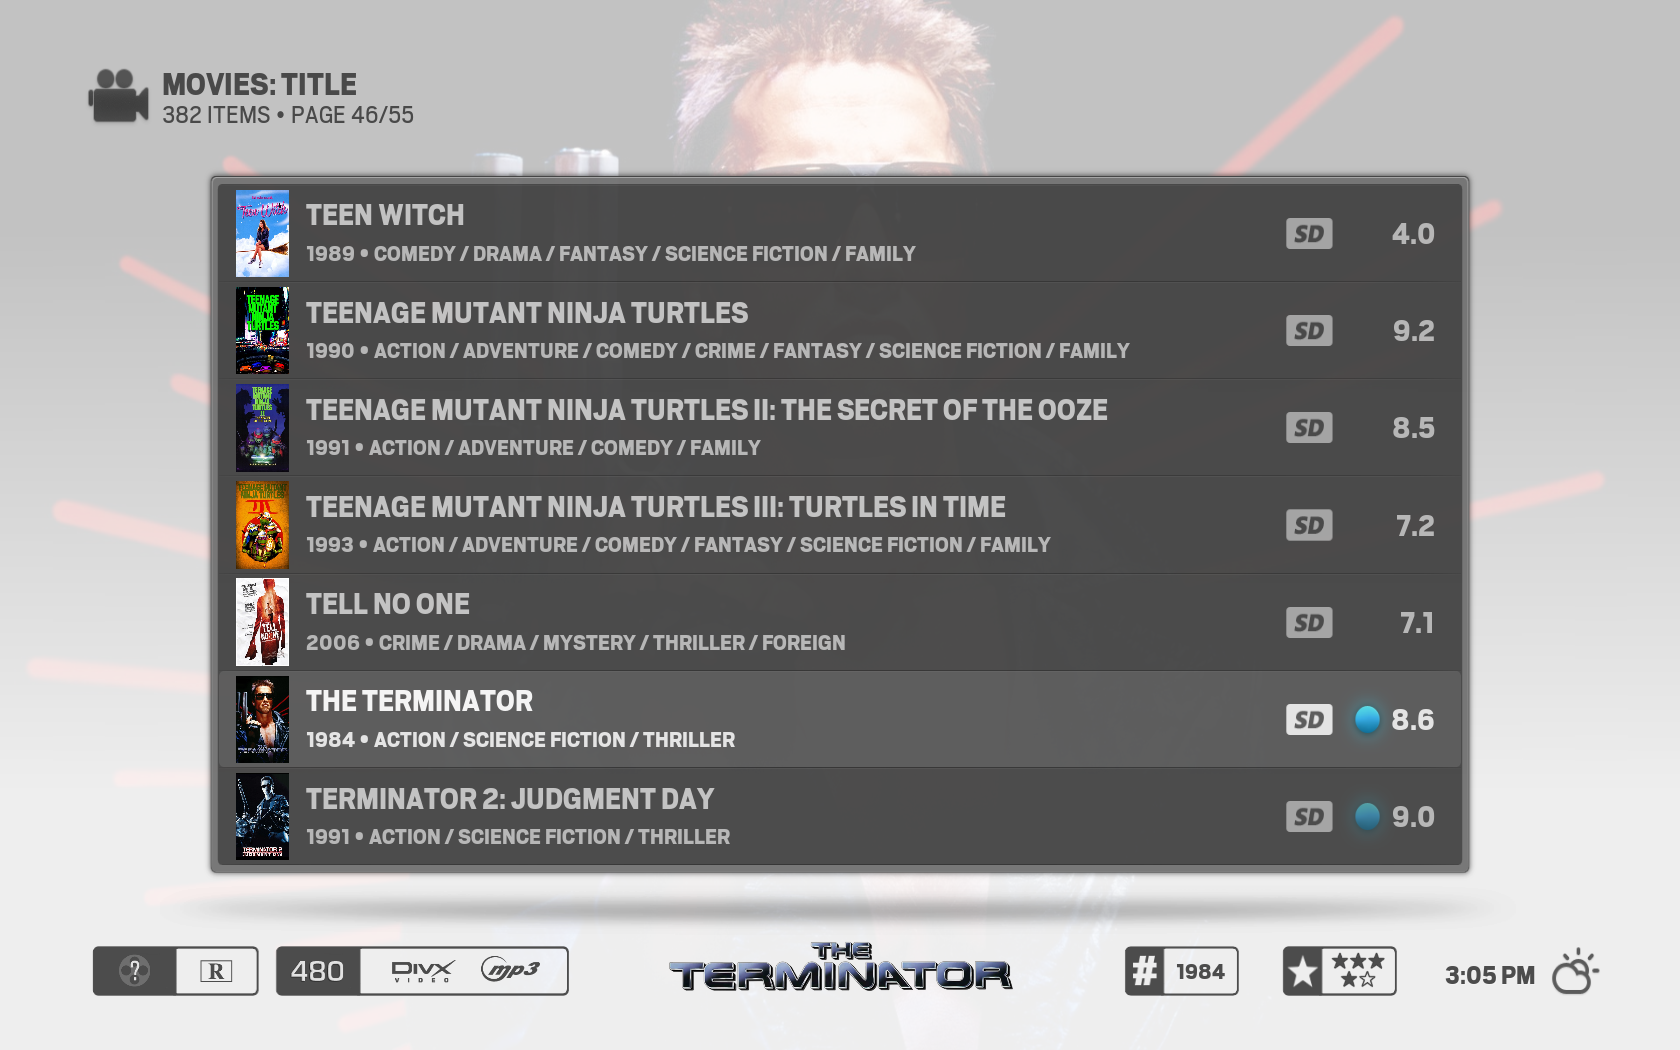 MOVIES: TITLE
382 ITEMS • PAGE 46/55
TEEN WITCH
1989 • COMEDY / DRAMA / FANTASY / SCIENCE FICTION / FAMILY
SD 4.0
TEENAGE MUTANT NINJA TURTLES
TEENAGE MUTANT NINJA TURTLES
1990 • ACTION / ADVENTURE / COMEDY / CRIME / FANTASY / SCIENCE FICTION / FAMILY
SD 9.2
TEENAGE MUTANT NINJA TURTLES II: THE SECRET OF THE OOZE
1991 • ACTION / ADVENTURE / COMEDY / FAMILY
SD 8.5
TEENAGE MUTANT NINJA TURTLES III: TURTLES IN TIME
1993 • ACTION / ADVENTURE / COMEDY / FANTASY / SCIENCE FICTION / FAMILY
SD 7.2
TELL NO ONE
2006 • CRIME / DRAMA / MYSTERY / THRILLER / FOREIGN
SD 7.1
THE TERMINATOR
1984 • ACTION / SCIENCE FICTION / THRILLER
SD 8.6
TERMINATOR 2: JUDGMENT DAY
1991 • ACTION / SCIENCE FICTION / THRILLER
SD 9.0
? R 480 DIVX VIDEO mp3
THE
TERMINATOR
# 1984
3:05 PM